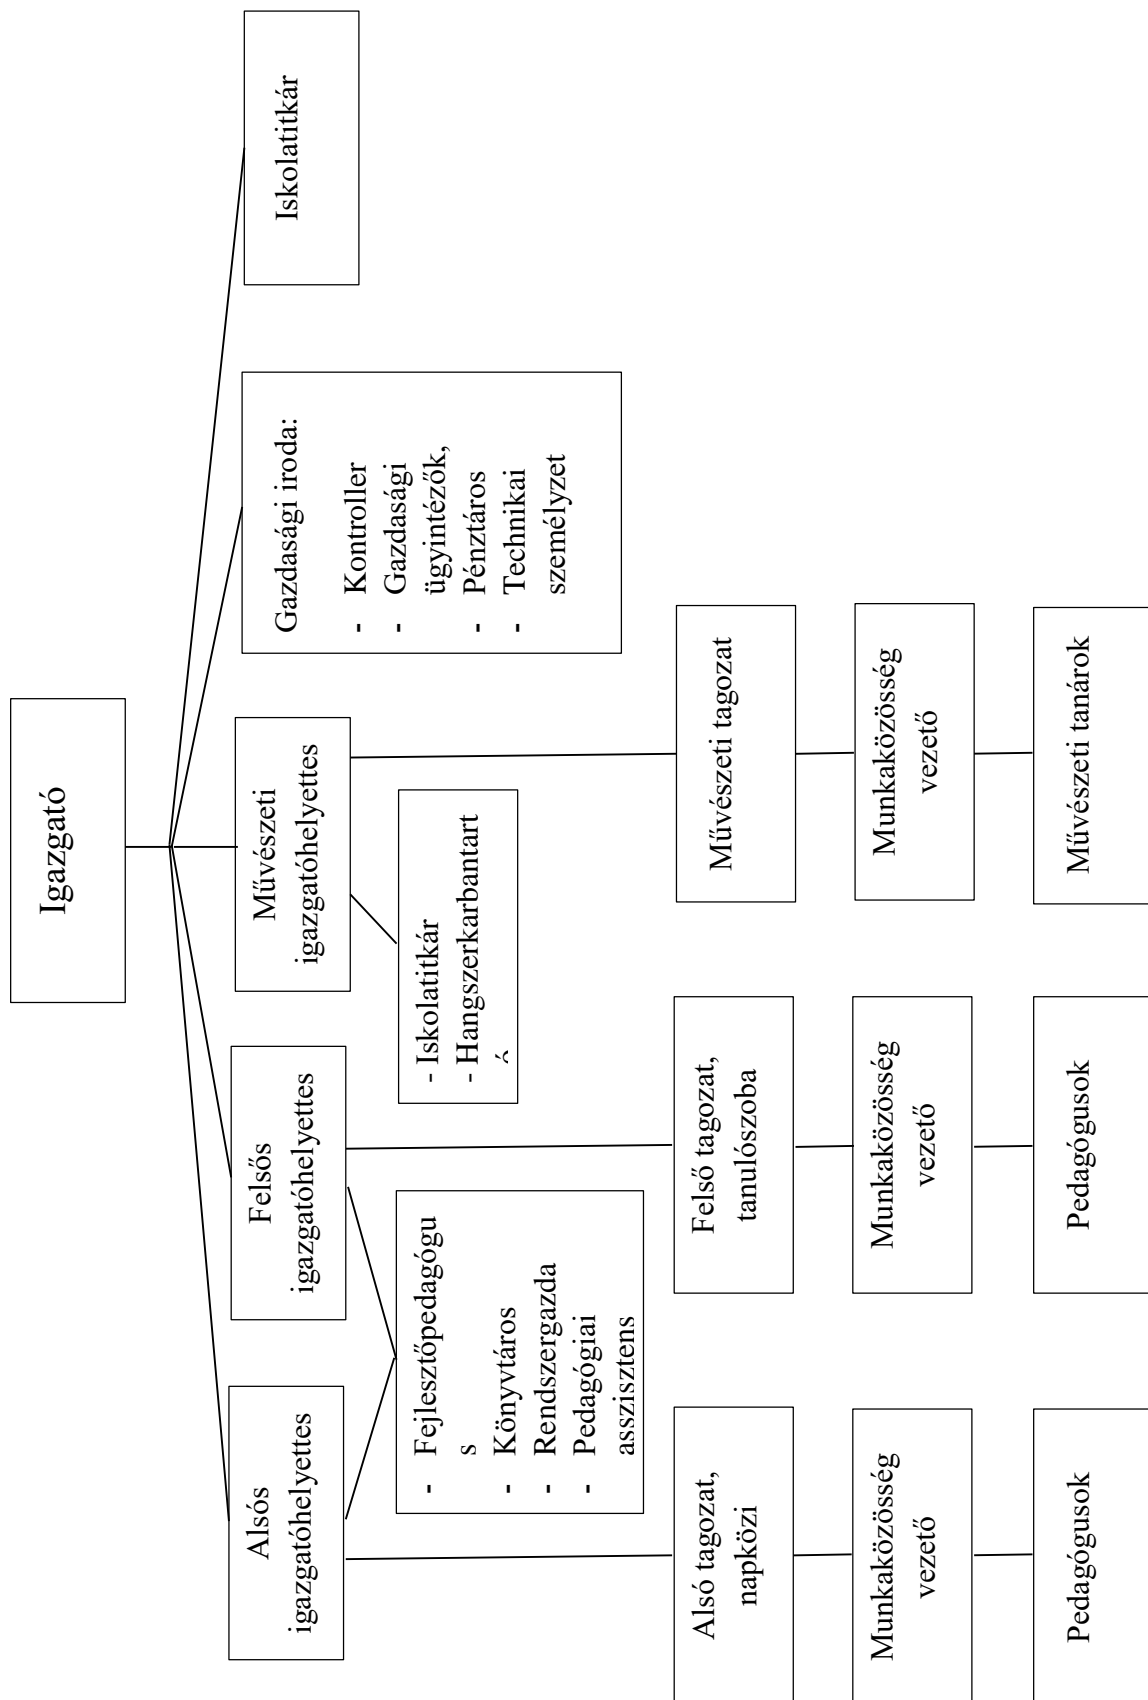 Igazgató
Alsós
igazgatóhelyettes
Felsős
igazgatóhelyettes
Művészeti
igazgatóhelyettes
Gazdasági iroda:
- Kontroller
- Gazdasági
ügyintézők,
- Pénztáros
- Technikai
személyzet
Iskolatitkár
- Fejlesztőpedagógu
s
- Könyvtáros
- Rendszergazda
- Pedagógiai
asszisztens
- Iskolatitkár
- Hangszerkarbantart
ó
Alsó tagozat,
napközi
Felső tagozat,
tanulószoba
Művészeti tagozat
Munkaközösség
vezető
Munkaközösség
vezető
Munkaközösség
vezető
Pedagógusok
Pedagógusok
Művészeti tanárok